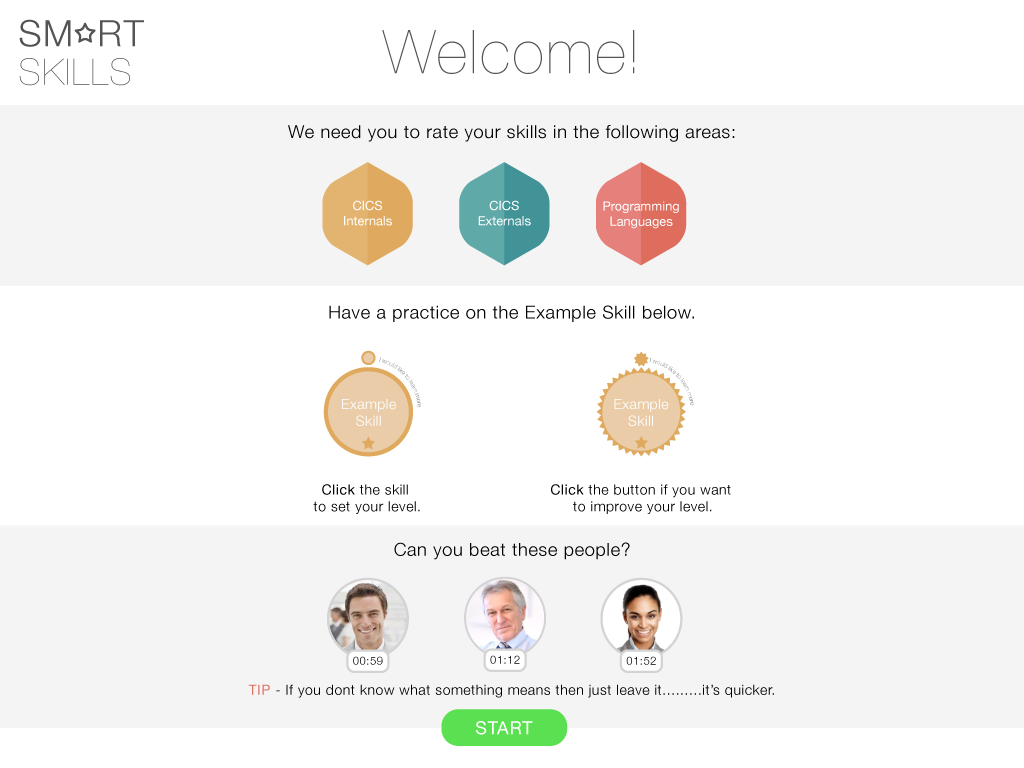 SM☆RT
SKILLS
Welcome!
We need you to rate your skills in the following areas:
CICS
Internals
CICS
Externals
Programming
Languages
Have a practice on the Example Skill below.
I would like to learn more
Example
Skill
I would like to learn more
Example
Skill
Click the skill
to set your level.
Click the button if you want
to improve your level.
Can you beat these people?
00:59
01:12
01:52
TIP - If you dont know what something means then just leave it.........it’s quicker.
START